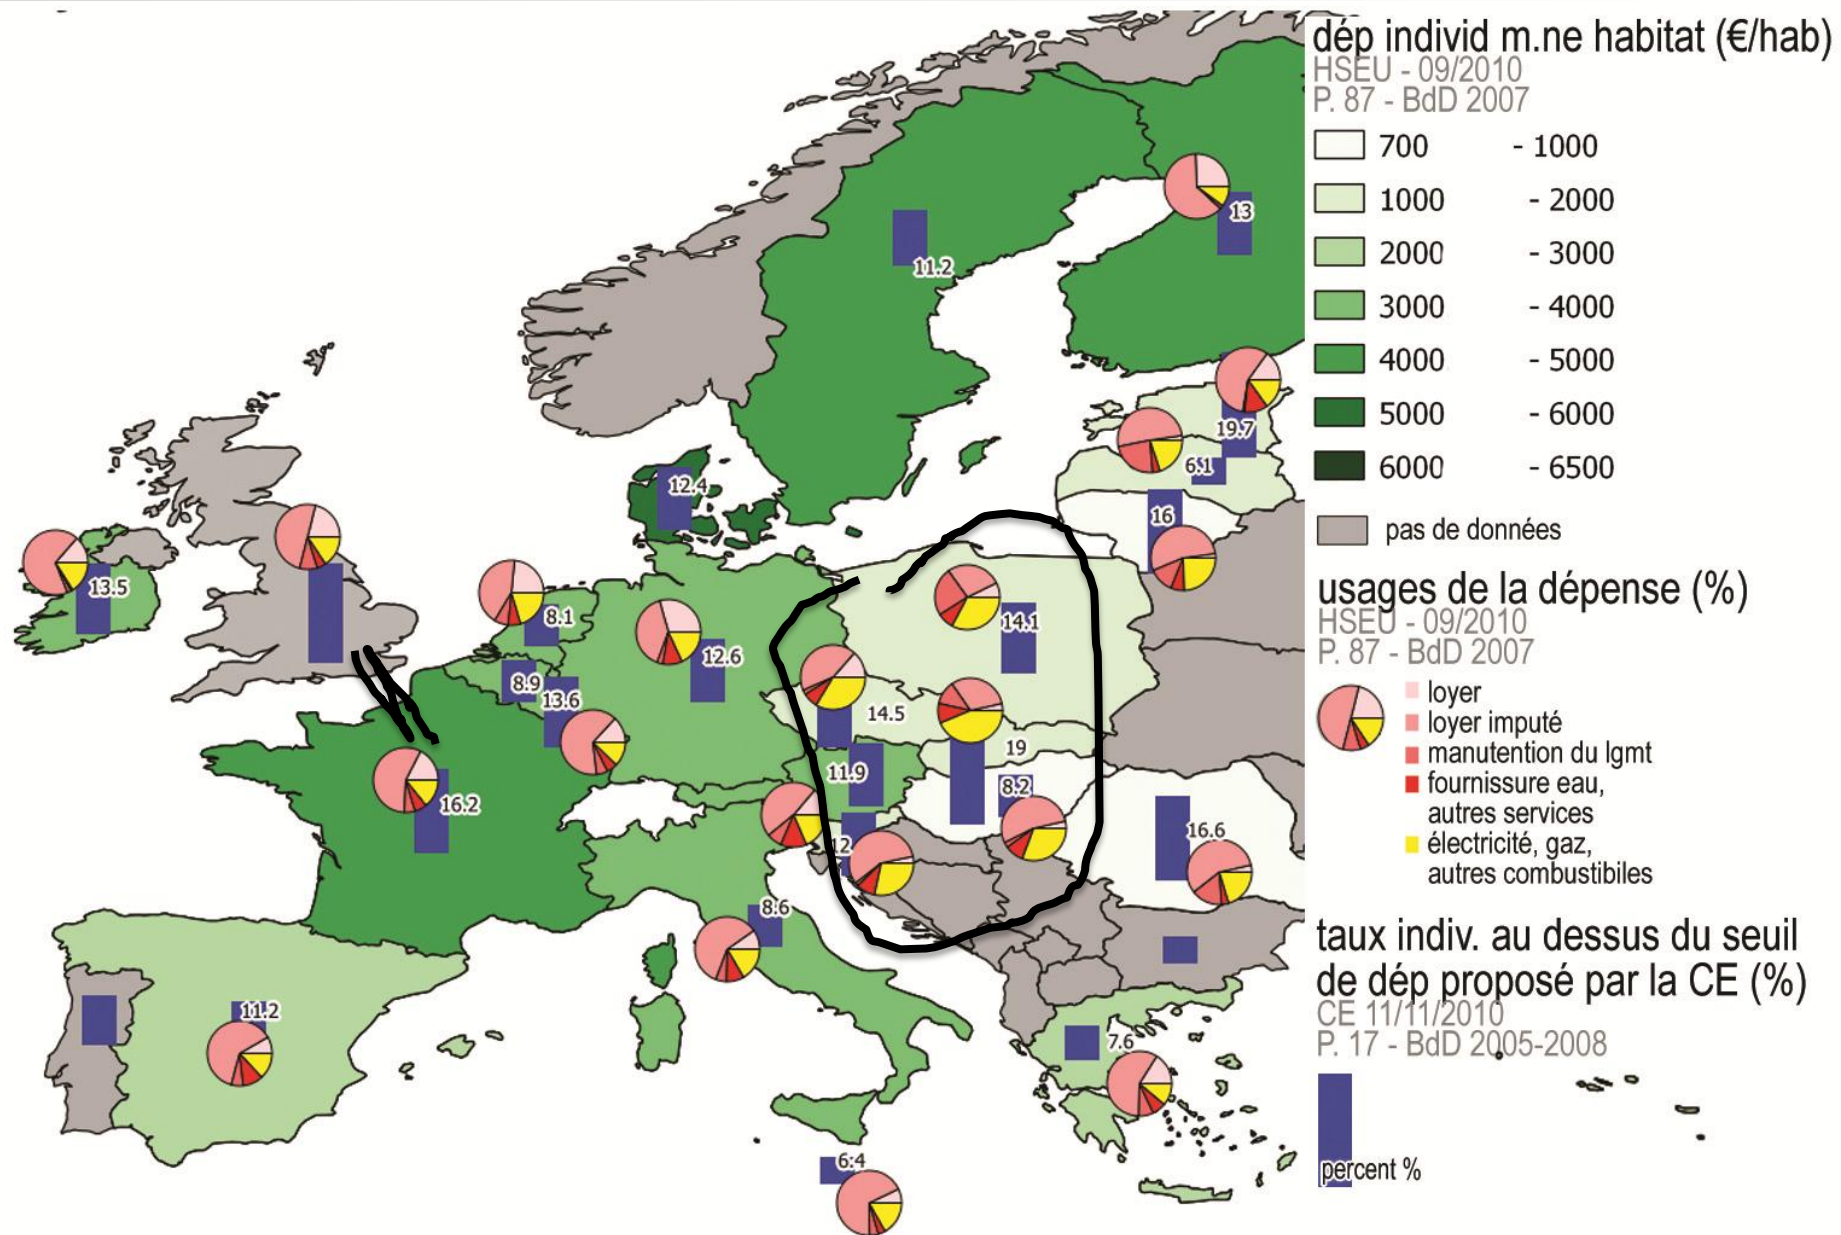 dép individ m.ne habitat (€/hab)
HSEU - 09/2010
P. 87 - BdD 2007
700 - 1000
1000 - 2000
2000 - 3000
3000 - 4000
4000 - 5000
5000 - 6000
6000 - 6500
pas de données
usages de la dépense (%)
HSEU - 09/2010
P. 87 - BdD 2007
loyer
loyer imputé
manutention du lgmt
fournissure eau,
autres services
électricité, gaz,
autres combustibiles
taux indiv. au dessus du seuil
de dép proposé par la CE (%)
CE 11/11/2010
P. 17 - BdD 2005-2008
percent %
13
11.2
19.7
6.1
12.4
16
13.5
8.1
14.1
12.6
8.9
13.6
14.5
19
11.9
8.2
16.2
16.6
12
8.6
11.2
7.6
6.4